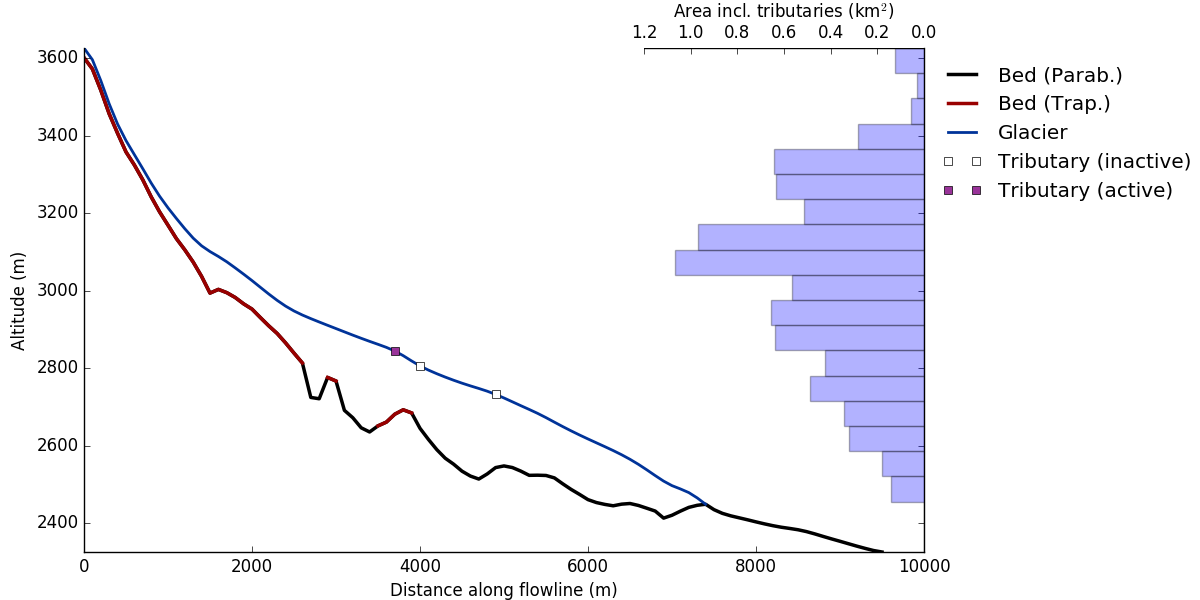 Area incl. tributaries (km²)
1.2 1.0 0.8 0.6 0.4 0.2 0.0
3600
3400
3200
3000
2800
2600
2400
Altitude (m)
Bed (Parab.)
Bed (Trap.)
Glacier
Tributary (inactive)
Tributary (active)
0 2000 4000 6000 8000 10000
Distance along flowline (m)